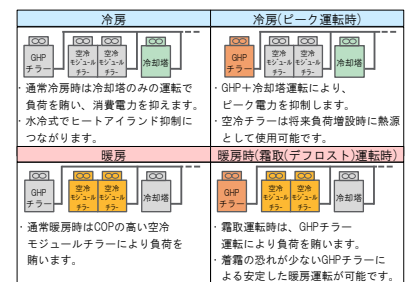 冷房
GHP
チラー
空冷
モジュール
チラー
空冷
モジュール
チラー
冷却塔
・通常冷房時は冷却塔のみの運転で
負荷を賄い、消費電力を抑えます。
・水冷式でヒートアイランド抑制に
つながります。
冷房(ピーク運転時)
GHP
チラー
空冷
モジュール
チラー
空冷
モジュール
チラー
冷却塔
・GHP＋冷却塔運転により、
ピーク電力を抑制します。
・空冷チラーは将来負荷増設時に熱源
として使用可能です。
暖房
GHP
チラー
空冷
モジュール
チラー
空冷
モジュール
チラー
冷却塔
・通常暖房時はCOPの高い空冷
モジュールチラーにより負荷を
賄います。
暖房時(霜取(デフロスト)運転時)
GHP
チラー
空冷
モジュール
チラー
空冷
モジュール
チラー
冷却塔
・霜取運転時は、GHPチラー
運転により負荷を賄います。
・着霜の恐れが少ないGHPチラーに
よる安定した暖房運転が可能です。